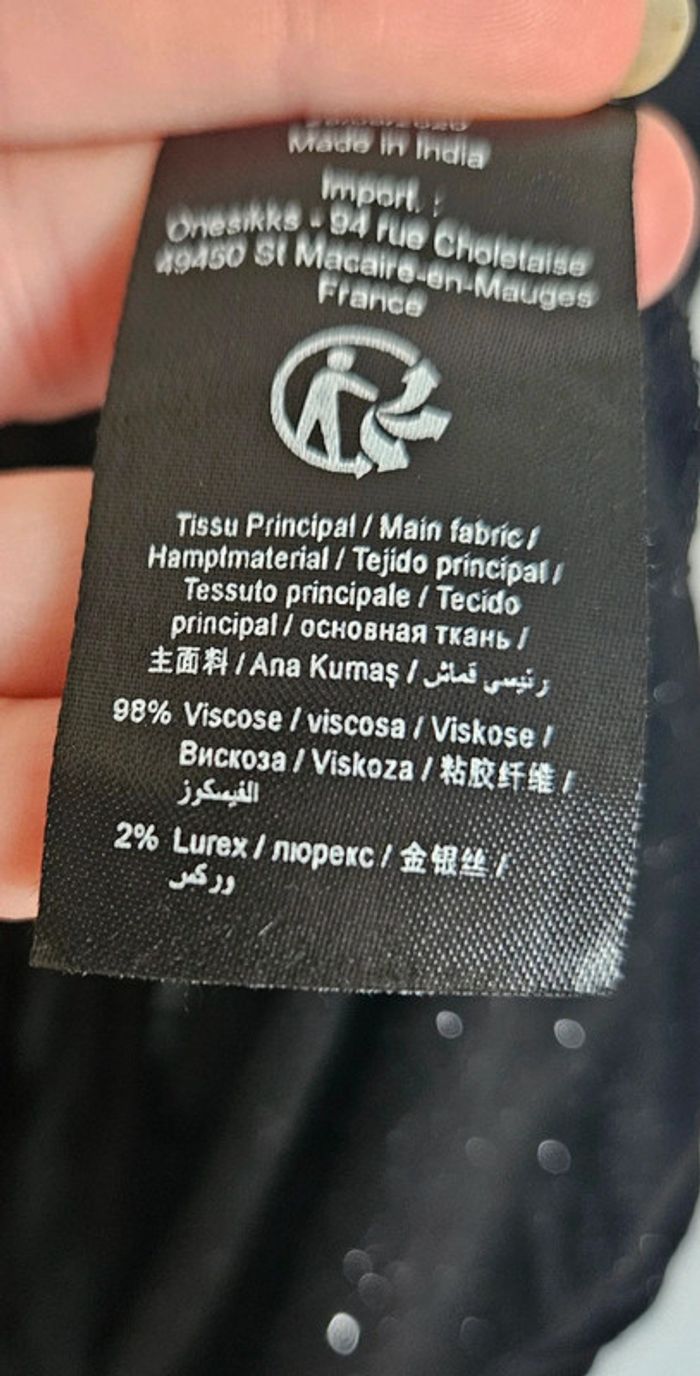 Made in India
Import. :
Onesikks - 94 rue Choletaise
49450 St Macaire-en-Mauges
France
Tissu Principal / Main fabric /
Hamptmaterial / Tejido principal /
Tessuto principale / Tecido
principal / основная ткань /
主面料 / Ana Kumaş / رئيسي قماش
98% Viscose / viscosa / Viskose /
Вискоза / Viskoza / 粘胶纤维 /
الفيسكوز
2% Lurex / люрекс / 金银丝 /
وركس